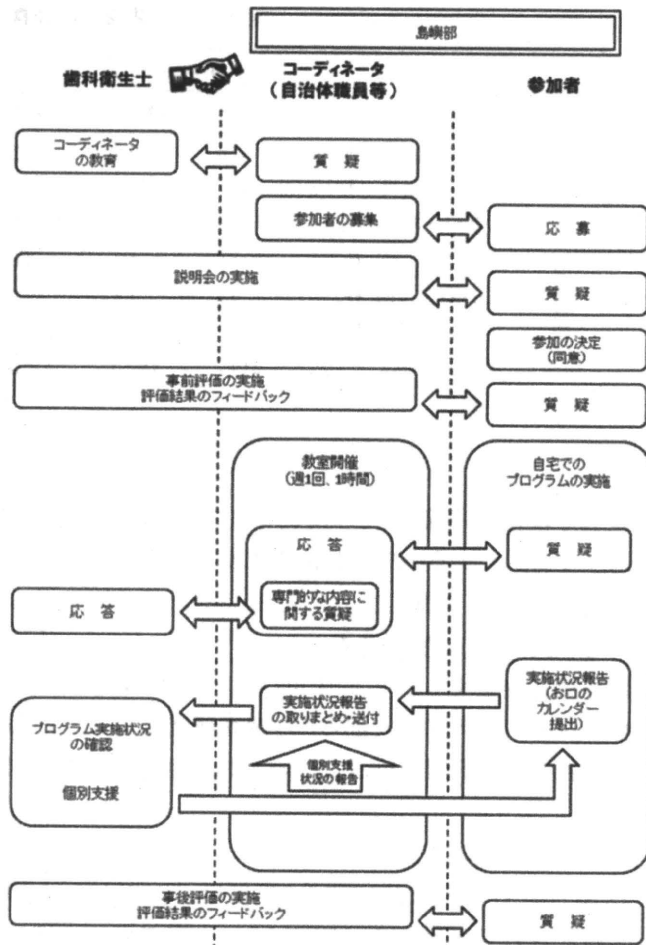 島嶼部
歯科衛生士
コーディネータ
(自治体職員等)
参加者
コーディネータ
の教育
質 疑
参加者の募集
応 募
説明会の実施
質 疑
参加の決定
(同意)
事前評価の実施
評価結果のフィードバック
質 疑
教室開催
(週1回、1時間)
自宅での
プログラムの実施
応 答
質 疑
専門的な内容に
関する質疑
応 答
実施状況報告
(お口の
カレンダー
提出)
実施状況報告
の取りまとめ・送付
プログラム実施状況
の確認
個別支援
個別支援
状況の報告
事後評価の実施
評価結果のフィードバック
質 疑